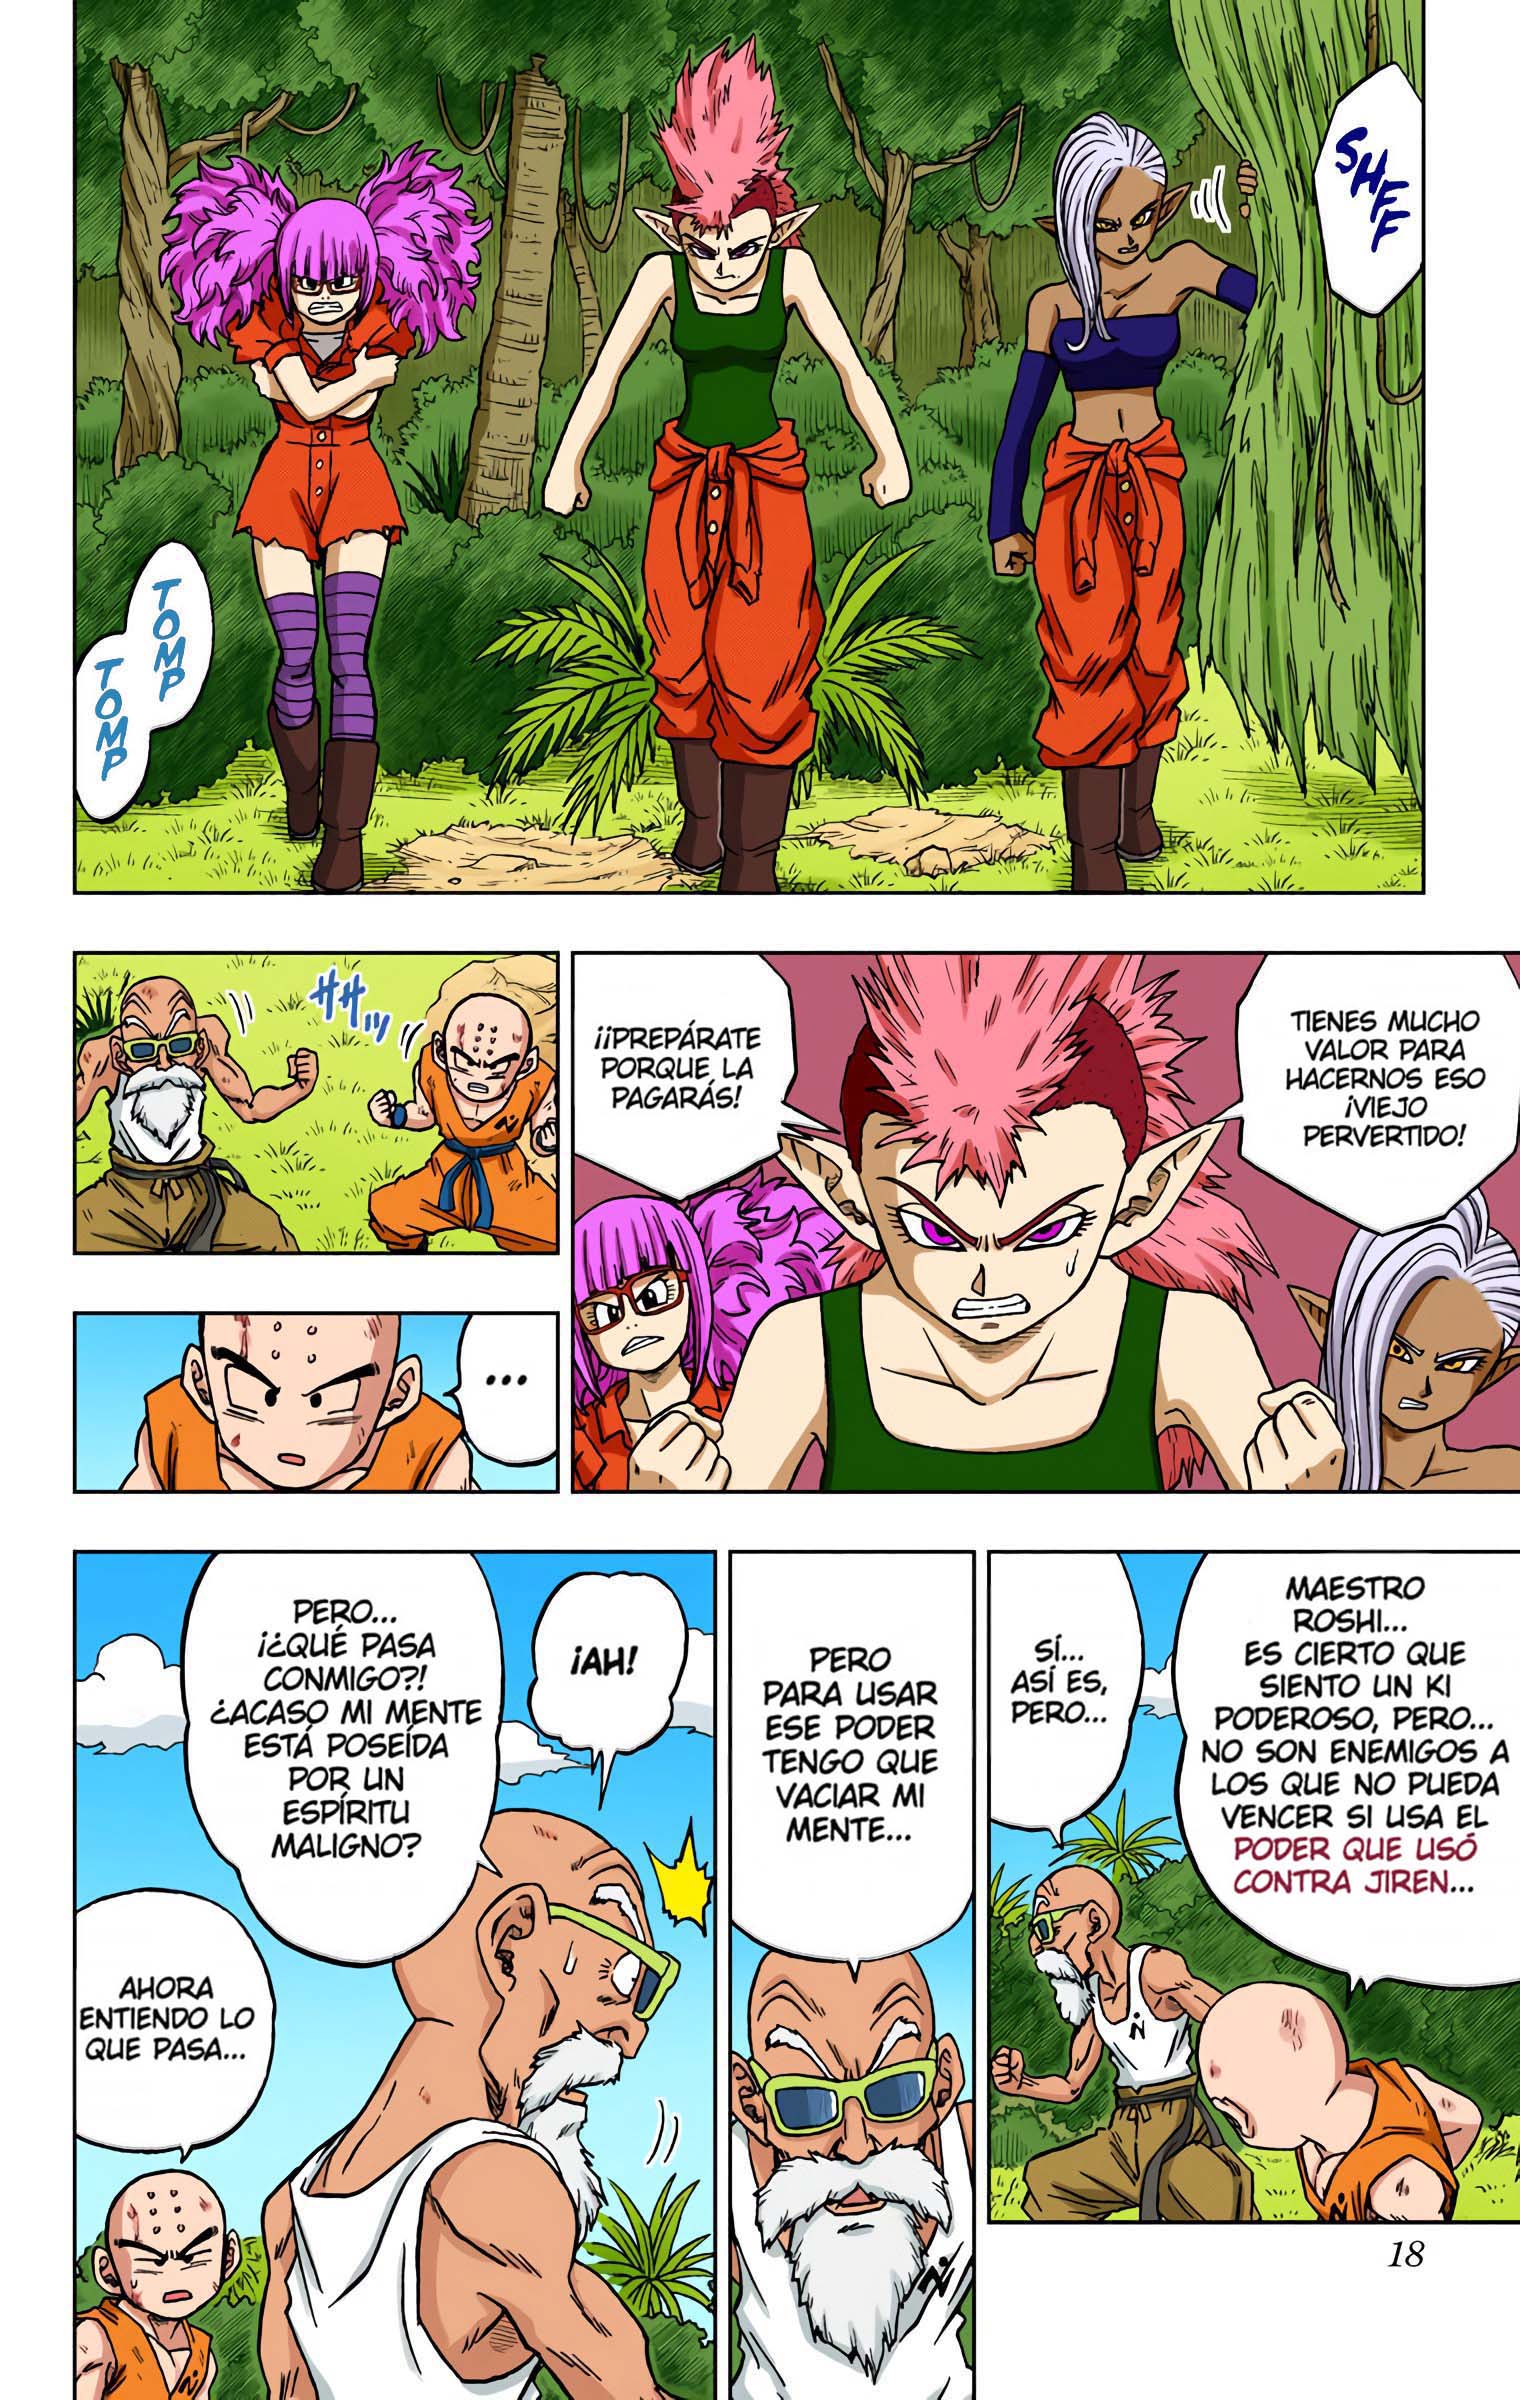 SHFF
TOMP
TOMP
TIENES MUCHO
VALOR PARA
HACERNOS ESO
¡VIEJO
PERVERTIDO!
¡¡PREPÁRATE
PORQUE LA
PAGARÁS!
...
MAESTRO
ROSHI...
ES CIERTO QUE
SIENTO UN KI
PODEROSO, PERO...
NO SON ENEMIGOS A
LOS QUE NO PUEDA
VENCER SI USA EL
PODER QUE USÓ
CONTRA JIREN...
SÍ...
ASÍ ES,
PERO...
PERO
PARA USAR
ESE PODER
TENGO QUE
VACIAR MI
MENTE...
¡AH!
PERO...
¡¿QUÉ PASA
CONMIGO?!
¿ACASO MI MENTE
ESTÁ POSEÍDA
POR UN
ESPÍRITU
MALIGNO?
AHORA
ENTIENDO LO
QUE PASA...
18